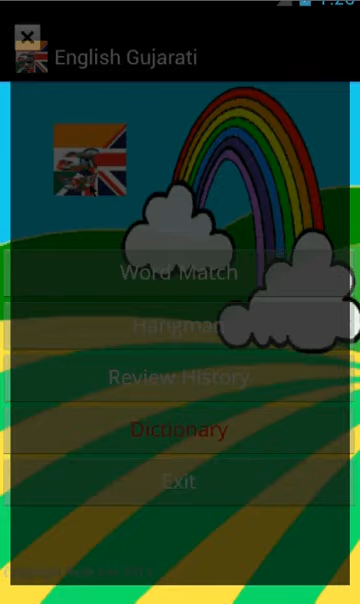 English Gujarati
Word Match
Hangman
Review History
Dictionary
Exit